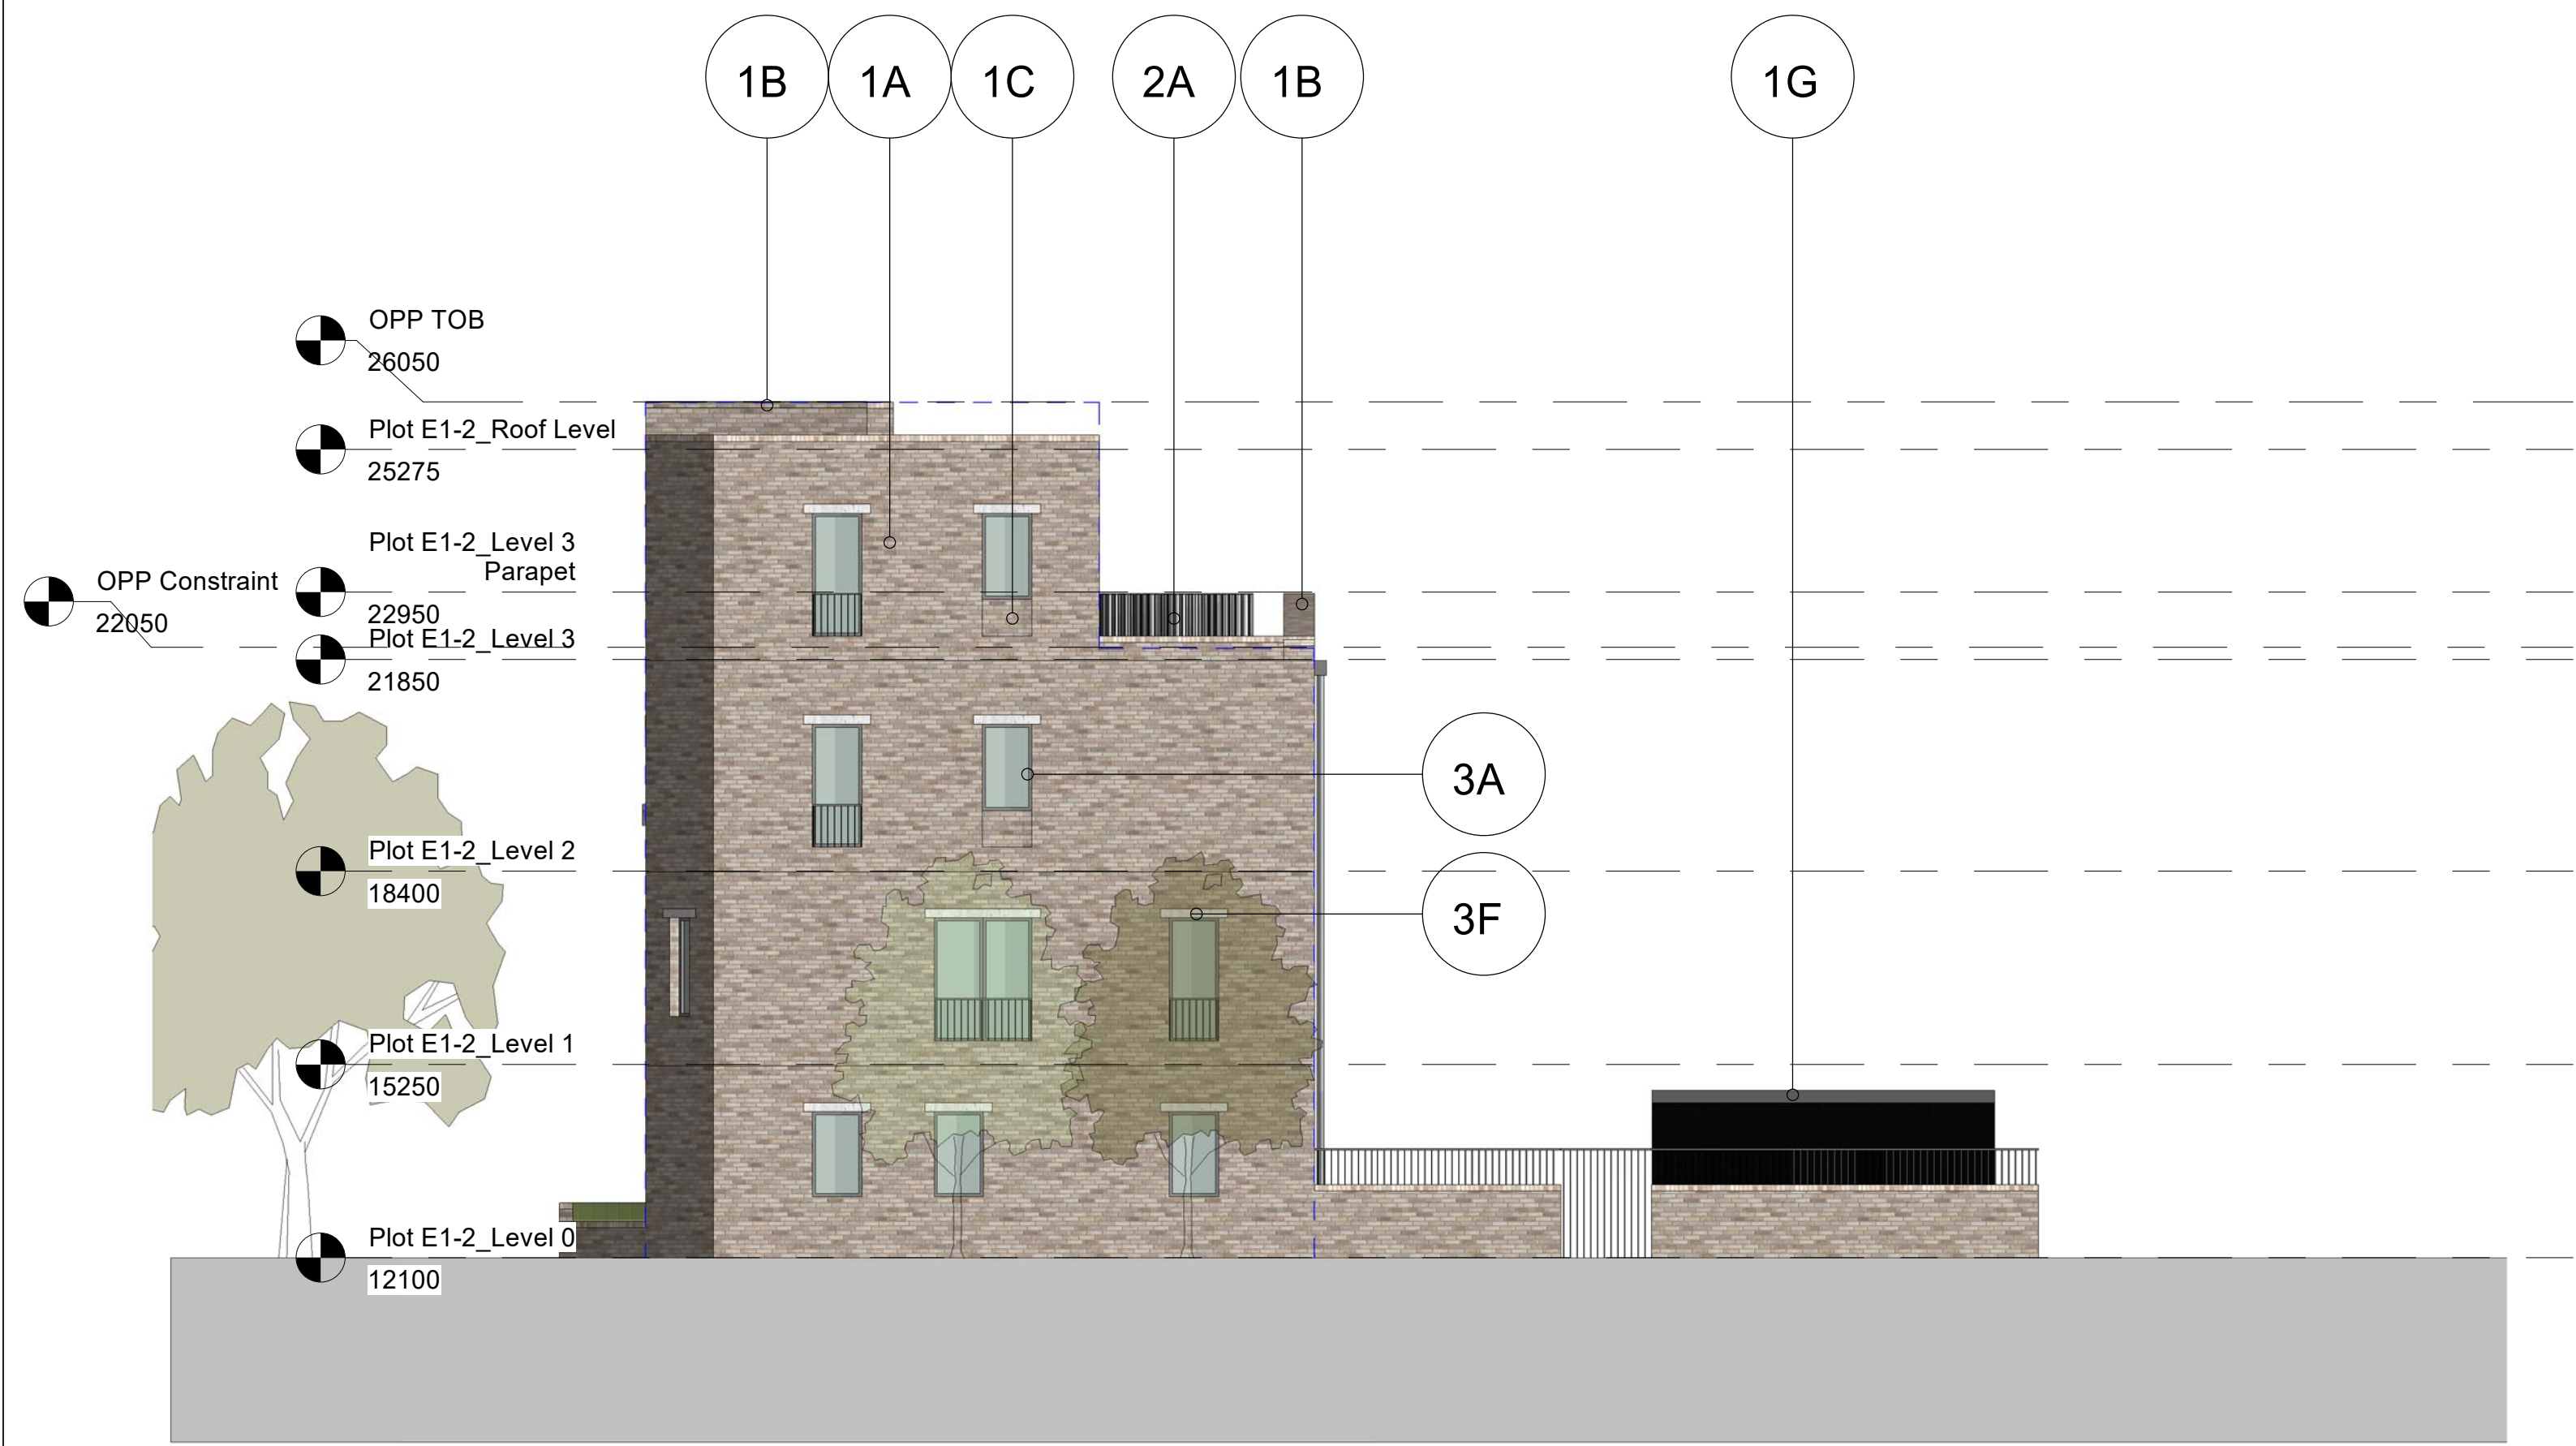 1B
1A
1C
2A
1B
1G
OPP TOB
26050
Plot E1-2_Roof Level
25275
Plot E1-2_Level 3
Parapet
22950
OPP Constraint
22050
Plot E1-2_Level 3
21850
3A
Plot E1-2_Level 2
18400
3F
Plot E1-2_Level 1
15250
Plot E1-2_Level 0
12100